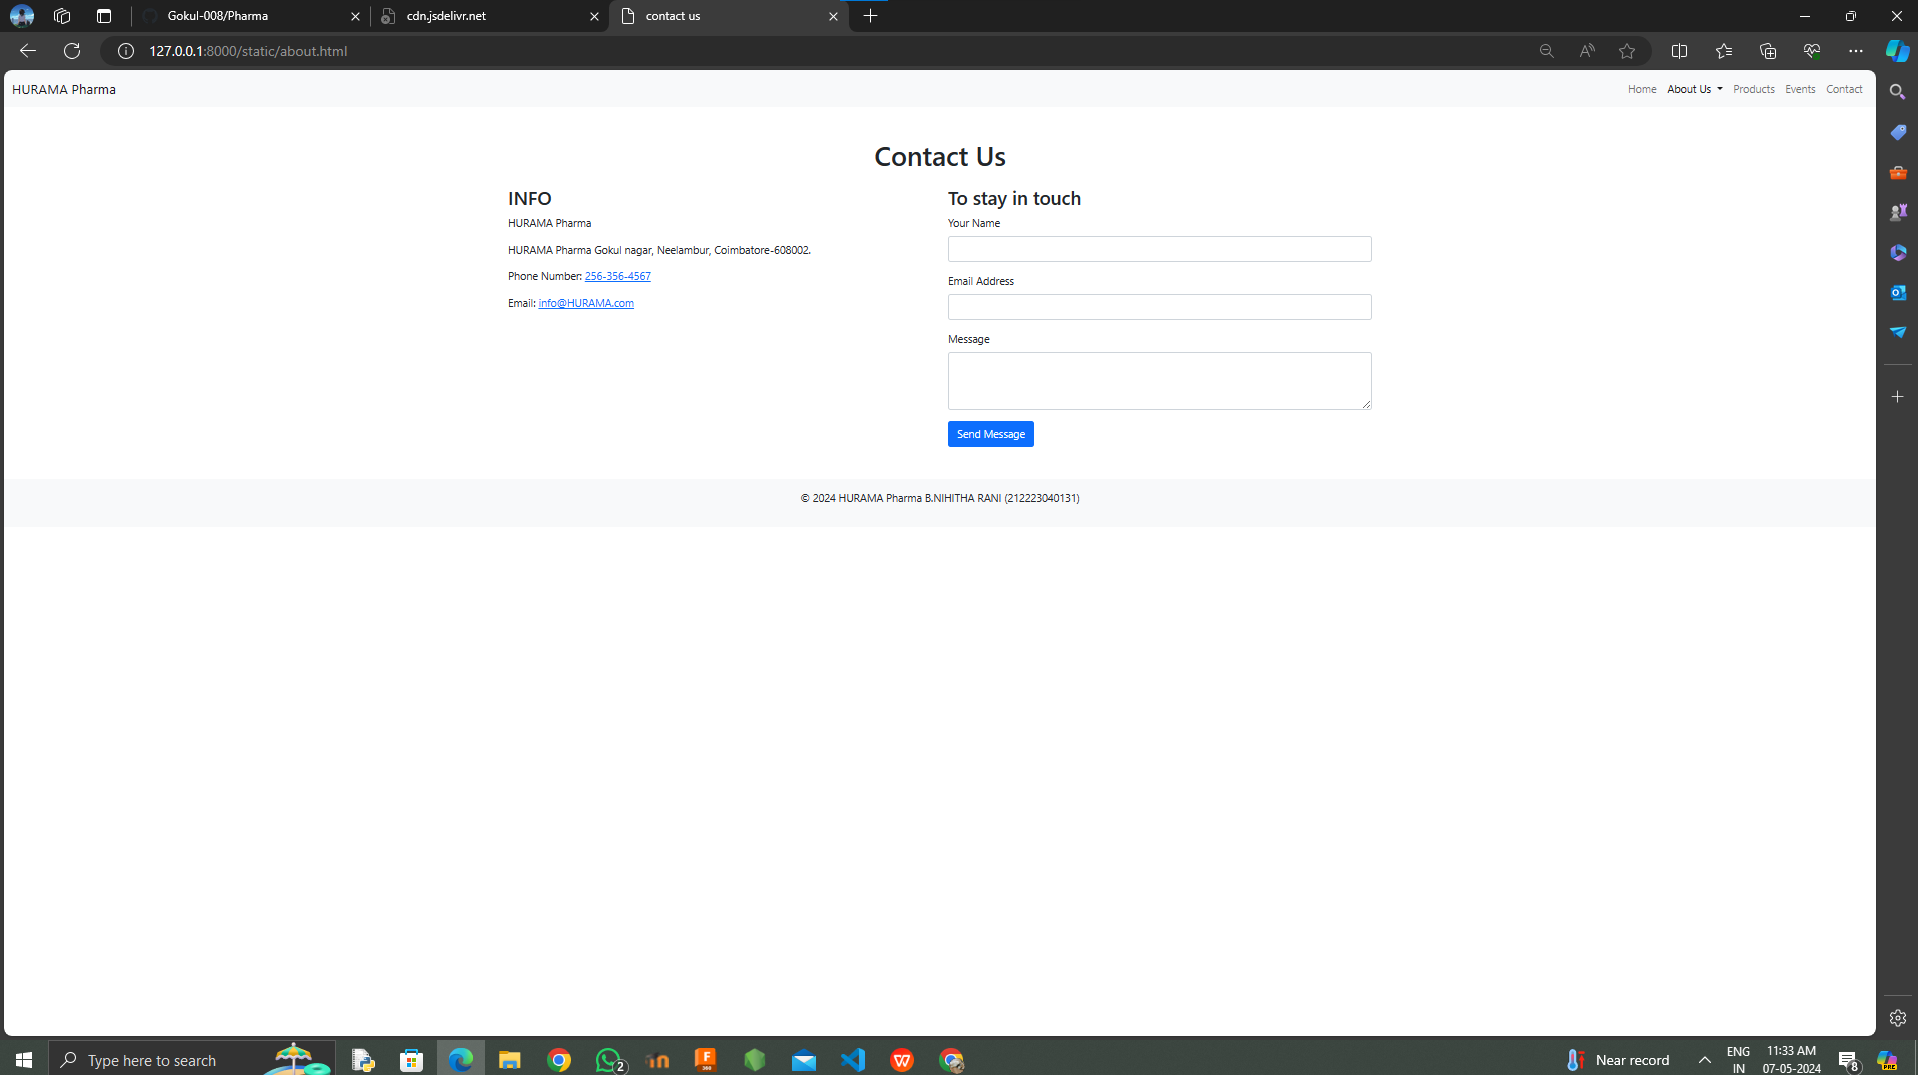 Gokul-008/Pharma
cdn.jsdelivr.net
contact us
127.0.0.1:8000/static/about.html
HURAMA Pharma
Home About Us Products Events Contact
Contact Us
INFO
HURAMA Pharma
HURAMA Pharma Gokul nagar, Neelambur, Coimbatore-608002.
Phone Number: 256-356-4567
Email: info@HURAMA.com
To stay in touch
Your Name
Email Address
Message
Send Message
© 2024 HURAMA Pharma B.NIHITHA RANI (212223040131)
Type here to search
2
F
360
Near record
ENG
IN
11:33 AM
07-05-2024
8
PRE